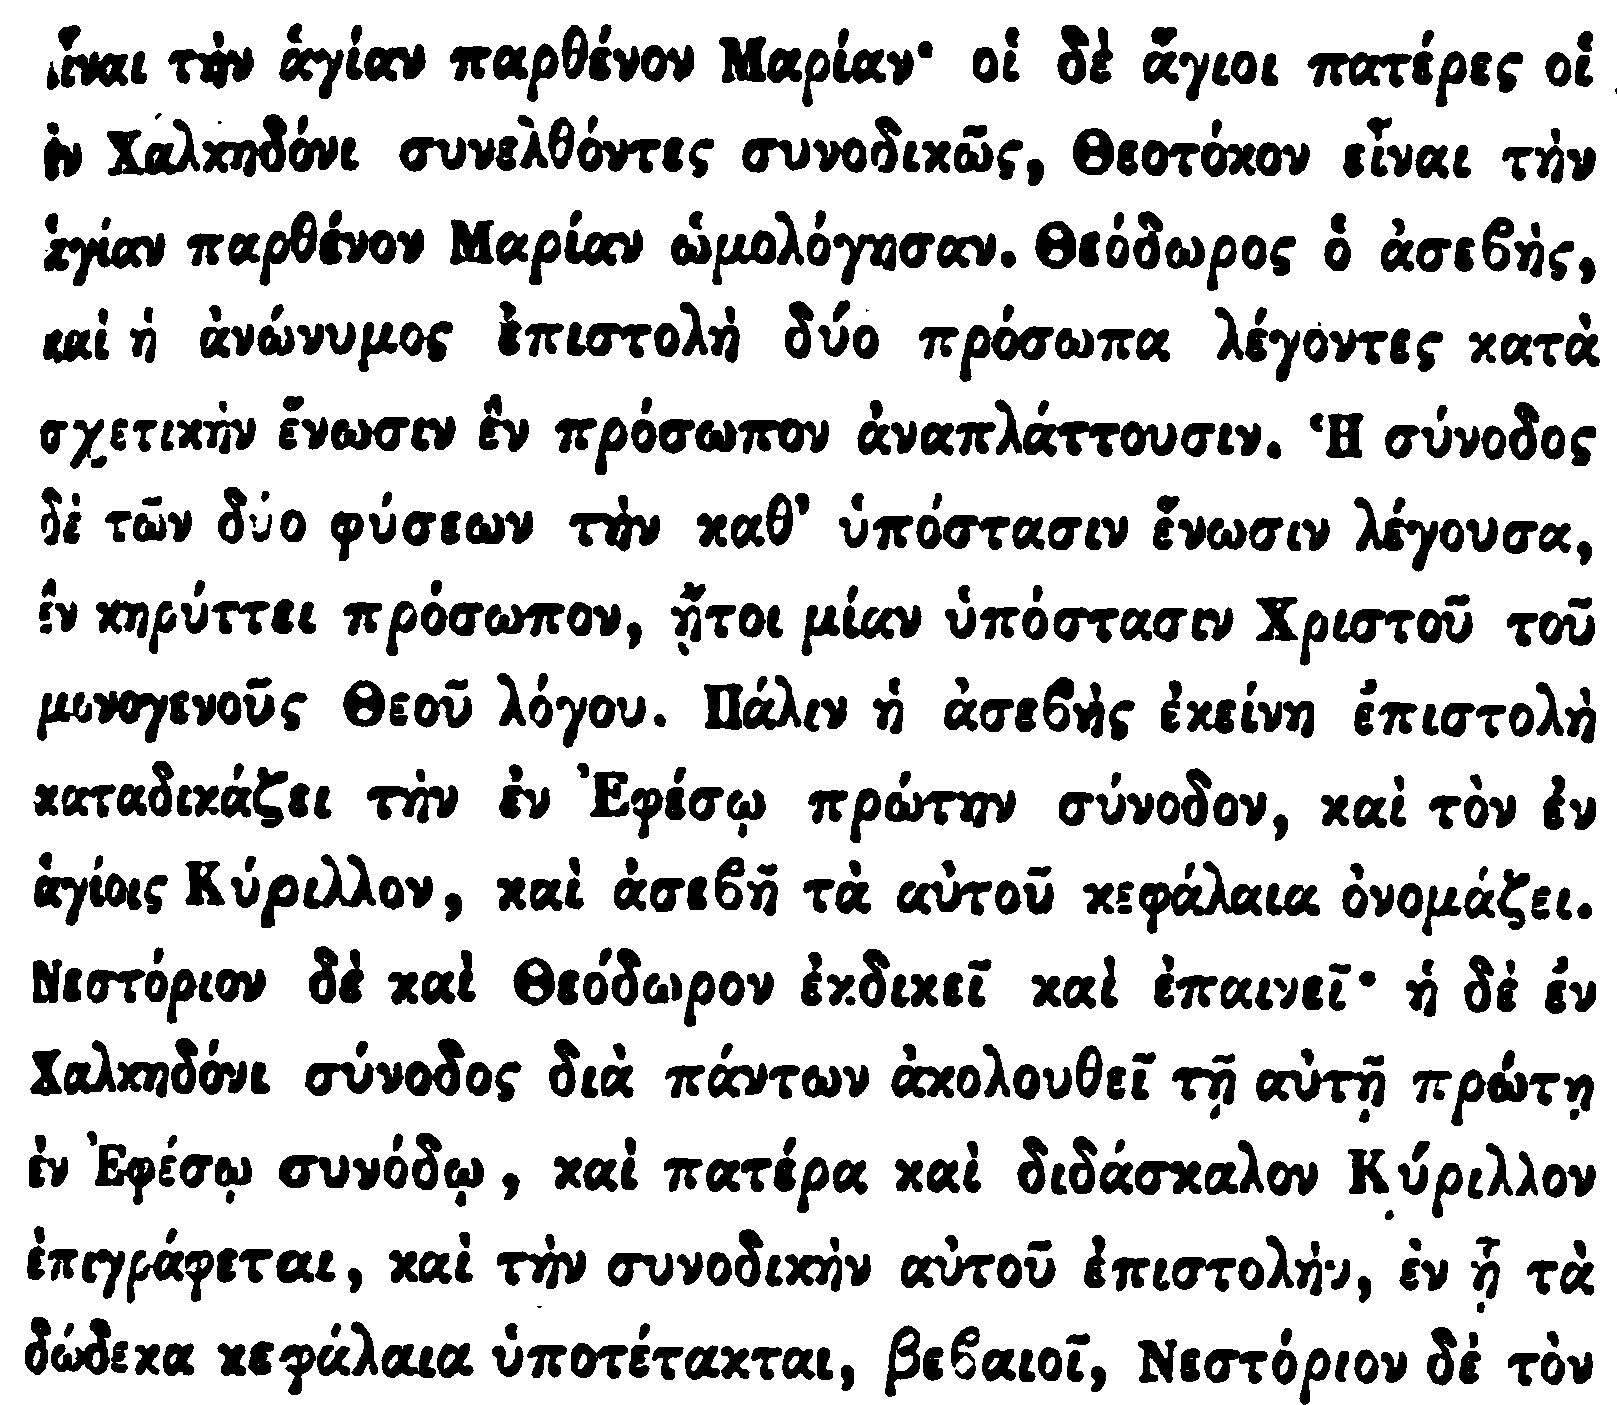 εἶναι τὴν ἁγίαν παρθένον Μαρίαν· οἱ δὲ ἅγιοι πατέρες οἱ
ἐν Χαλκηδόνι συνελθόντες συνοδικῶς, Θεοτόκον εἶναι τὴν
ἁγίαν παρθένον Μαρίαν ὡμολόγησαν. Θεόδωρος ὁ ἀσεβὴς,
καὶ ἡ ἀνώνυμος ἐπιστολὴ δύο πρόσωπα λέγοντες κατὰ
σχετικὴν ἕνωσιν ἓν πρόσωπον ἀναπλάττουσιν. Ἡ σύνοδος
δὲ τῶν δύο φύσεων τὴν καθ’ ὑπόστασιν ἕνωσιν λέγουσα,
ἓν κηρύττει πρόσωπον, ἤτοι μίαν ὑπόστασιν Χριστοῦ τοῦ
μονογενοῦς Θεοῦ λόγου. Πάλιν ἡ ἀσεβὴς ἐκείνη ἐπιστολὴ
καταδικάζει τὴν ἐν Ἐφέσῳ πρώτην σύνοδον, καὶ τὸν ἐν
ἁγίοις Κύριλλον, καὶ ἀσεβῆ τὰ αὐτοῦ κεφάλαια ὀνομάζει.
Νεστόριον δὲ καὶ Θεόδωρον ἐκδικεῖ καὶ ἐπαινεῖ· ἡ δὲ ἐν
Χαλκηδόνι σύνοδος διὰ πάντων ἀκολουθεῖ τῇ αὐτῇ πρώτῃ
ἐν Ἐφέσῳ συνόδῳ, καὶ πατέρα καὶ διδάσκαλον Κύριλλον
ἐπιγράφεται, καὶ τὴν συνοδικὴν αὐτοῦ ἐπιστολὴν, ἐν ᾗ τὰ
δώδεκα κεφάλαια ὑποτέτακται, βεβαιοῖ, Νεστόριον δὲ τὸν